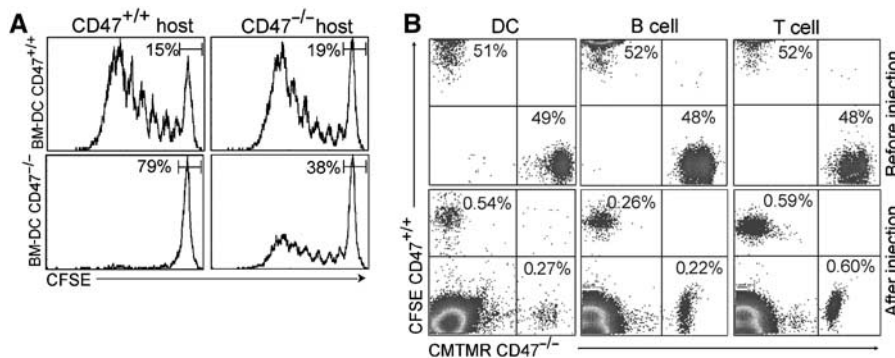 A
CD47+/+ host
CD47-/- host
BM-DC CD47+/+
15%
19%
BM-DC CD47-/-
79%
38%
CFSE
B
DC
B cell
T cell
CFSE CD47+/+
51%
49%
52%
48%
52%
48%
Before injection
0.54%
0.27%
0.26%
0.22%
0.59%
0.60%
After injection
CMTMR CD47-/-